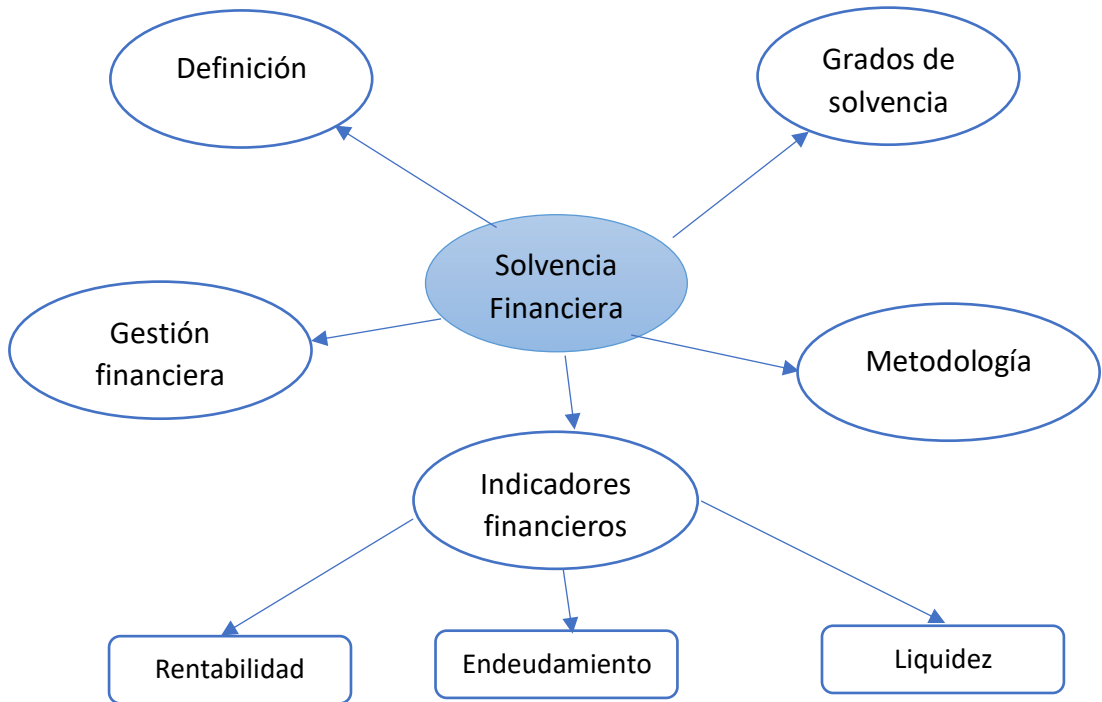 Definición
Grados de
solvencia
Solvencia
Financiera
Gestión
financiera
Metodología
Indicadores
financieros
Rentabilidad
Endeudamiento
Liquidez